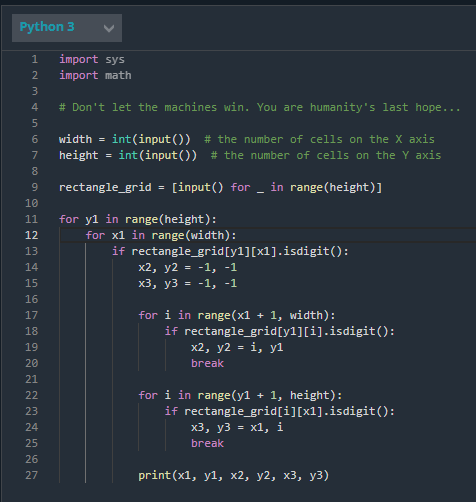 Python 3
1 import sys
2 import math
3
4 # Don't let the machines win. You are humanity's last hope...
5
6 width = int(input())  # the number of cells on the X axis
7 height = int(input())  # the number of cells on the Y axis
8
9 rectangle_grid = [input() for _ in range(height)]
10
11 for y1 in range(height):
12     for x1 in range(width):
13         if rectangle_grid[y1][x1].isdigit():
14             x2, y2 = -1, -1
15             x3, y3 = -1, -1
16
17             for i in range(x1 + 1, width):
18                 if rectangle_grid[y1][i].isdigit():
19                     x2, y2 = i, y1
20                     break
21
22             for i in range(y1 + 1, height):
23                 if rectangle_grid[i][x1].isdigit():
24                     x3, y3 = x1, i
25                     break
26
27             print(x1, y1, x2, y2, x3, y3)